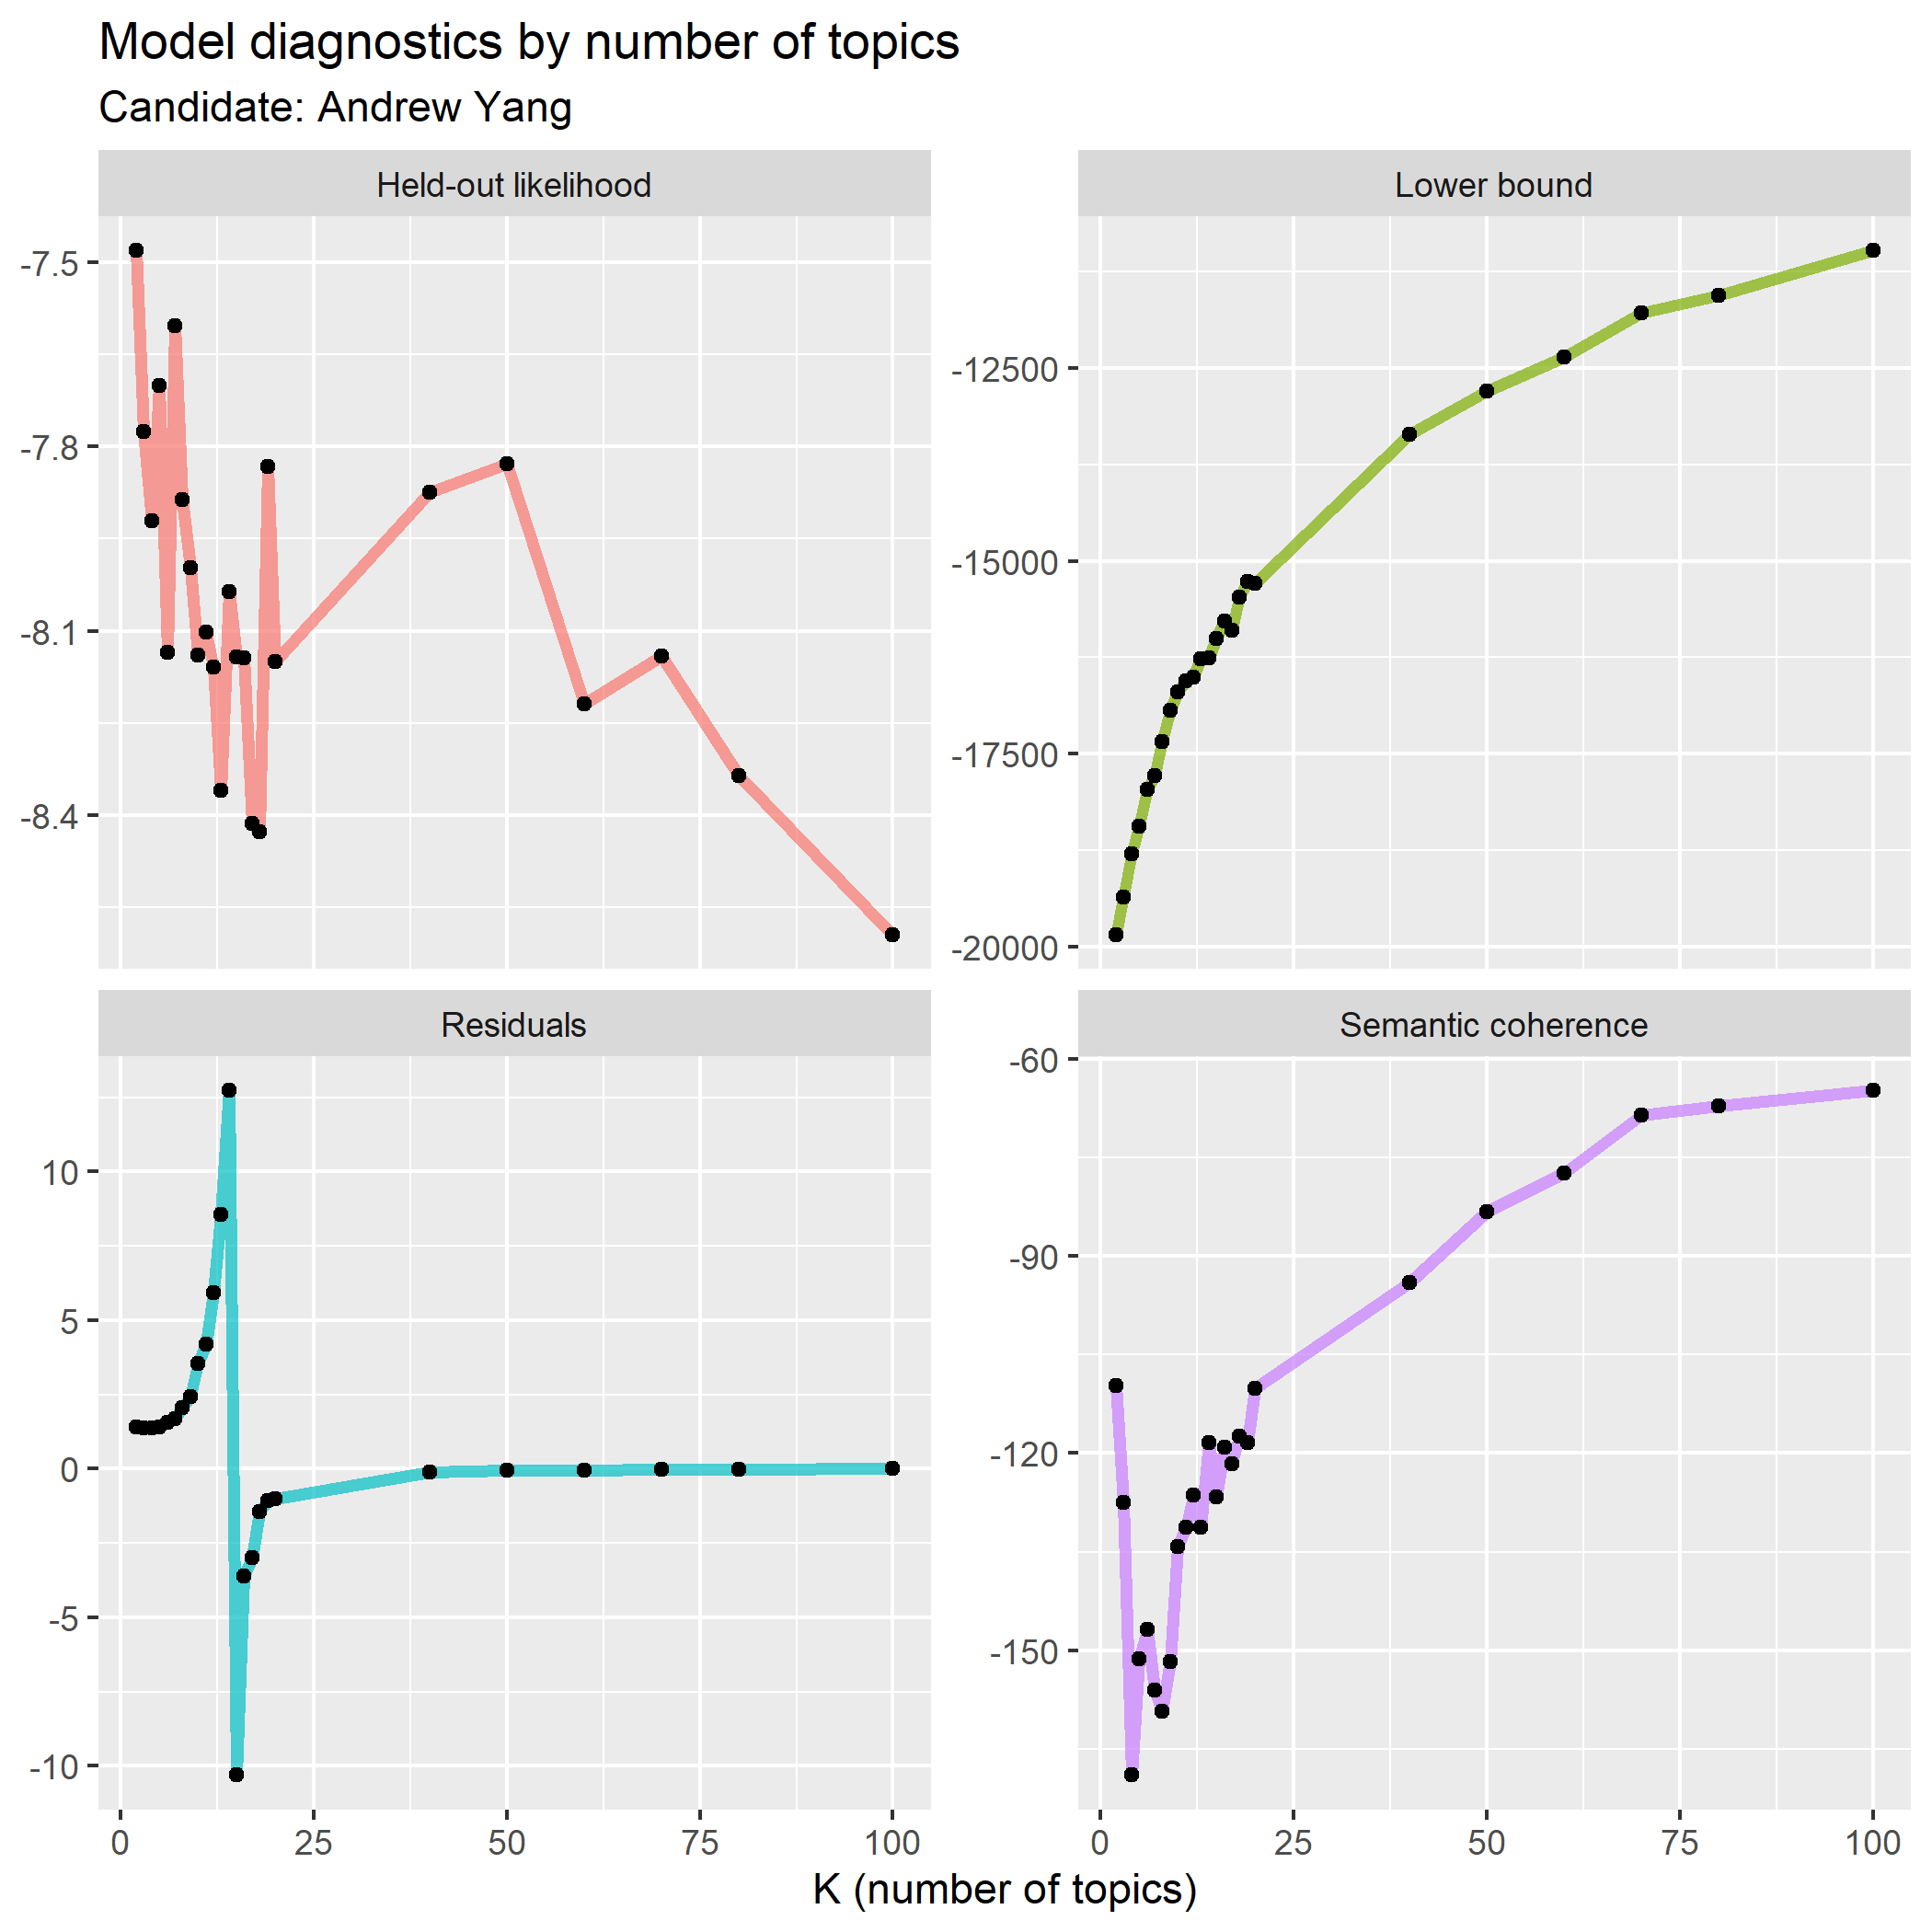 Model diagnostics by number of topics
Candidate: Andrew Yang
Held-out likelihood
Lower bound
-7.5
-7.8
-8.1
-8.4
-12500
-15000
-17500
-20000
Residuals
Semantic coherence
10
5
0
-5
-10
-60
-90
-120
-150
0 25 50 75 100
0 25 50 75 100
K (number of topics)